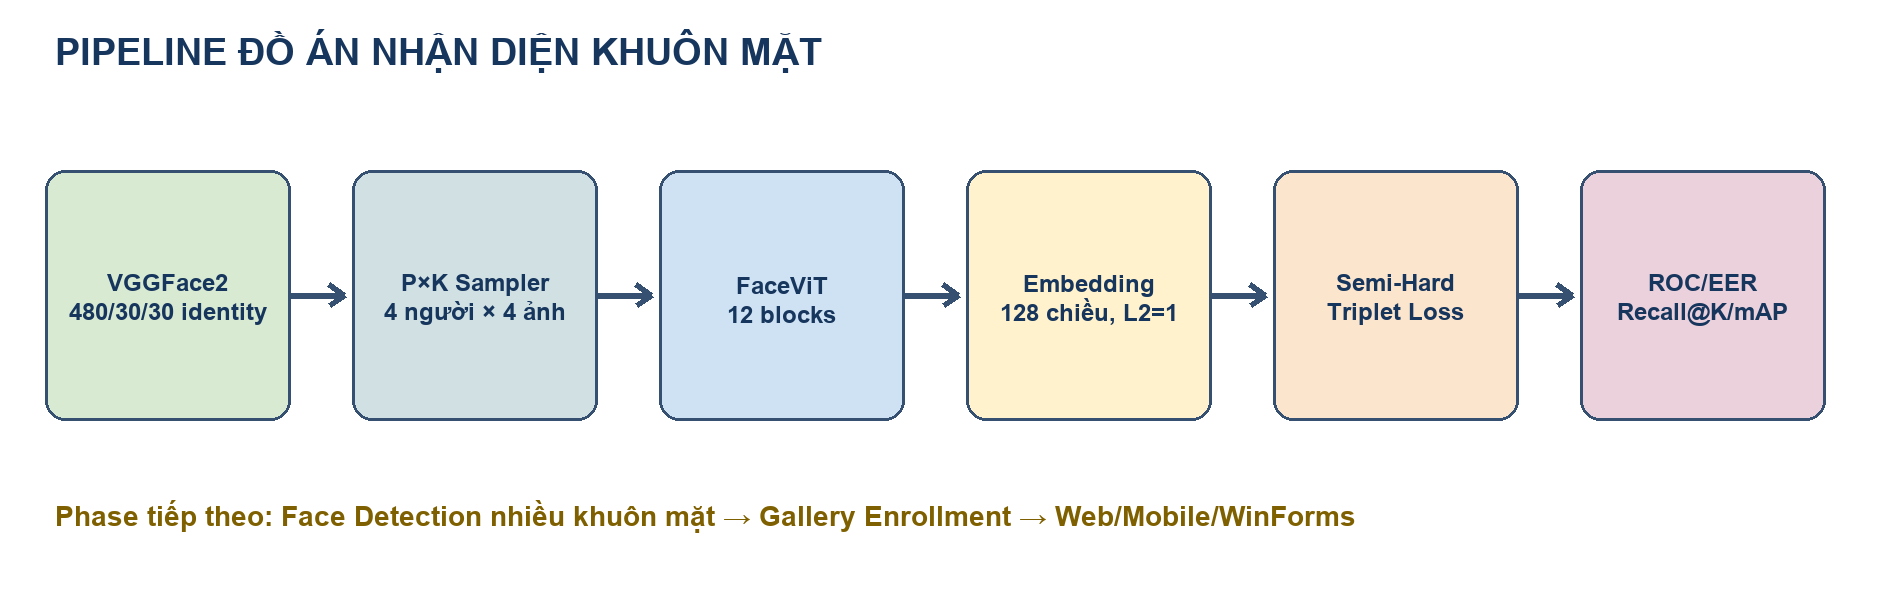 PIPELINE ĐỒ ÁN NHẬN DIỆN KHUÔN MẶT
VGGFace2
480/30/30 identity
P×K Sampler
4 người × 4 ảnh
FaceViT
12 blocks
Embedding
128 chiều, L2=1
Semi-Hard
Triplet Loss
ROC/EER
Recall@K/mAP
Phase tiếp theo: Face Detection nhiều khuôn mặt → Gallery Enrollment → Web/Mobile/WinForms